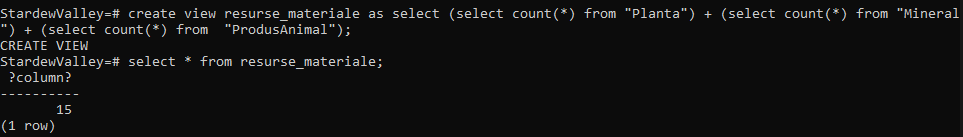 StardewValley=# create view resurse_materiale as select (select count(*) from "Planta") + (select count(*) from "Mineral
") + (select count(*) from  "ProdusAnimal");
CREATE VIEW
StardewValley=# select * from resurse_materiale;
 ?column?
----------
       15
(1 row)